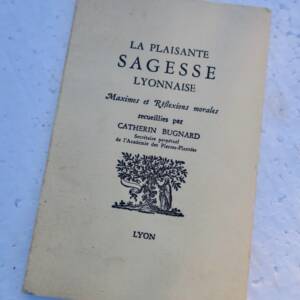 LA PLAISANTE
SAGESSE
LYONNAISE
Maximes et Réflexions morales
recueillies par
CATHERIN BUGNARD
Secrétaire perpétuel
de l'Académie des Pierres-Plantées
LYON